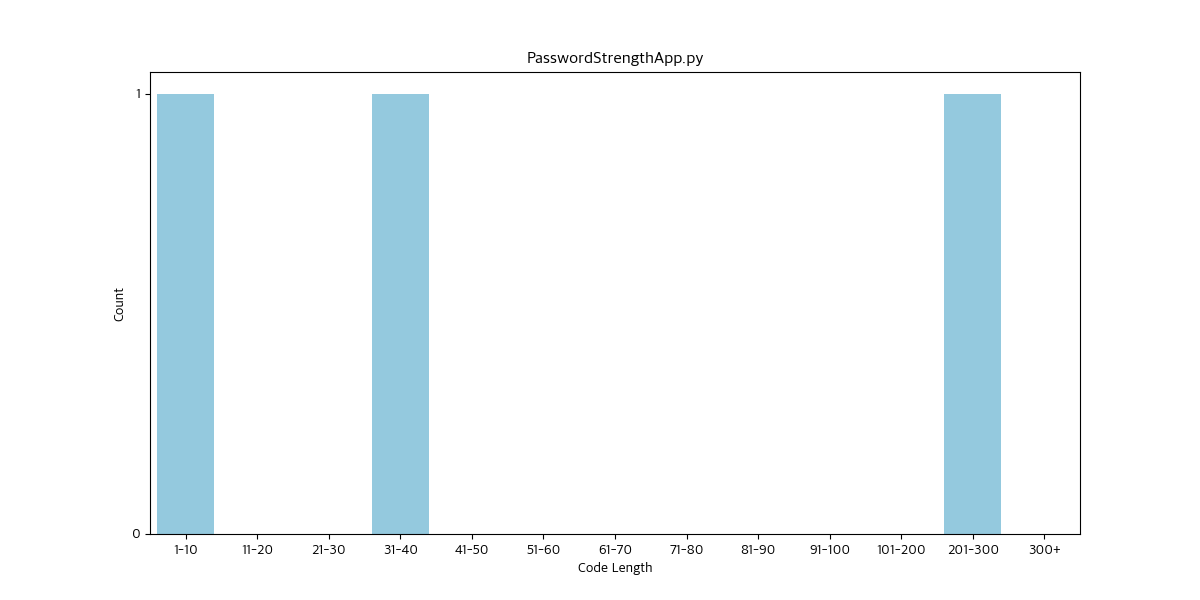 PasswordStrengthApp.py
1
Count
0
1-10 11-20 21-30 31-40 41-50 51-60 61-70 71-80 81-90 91-100 101-200 201-300 300+
Code Length